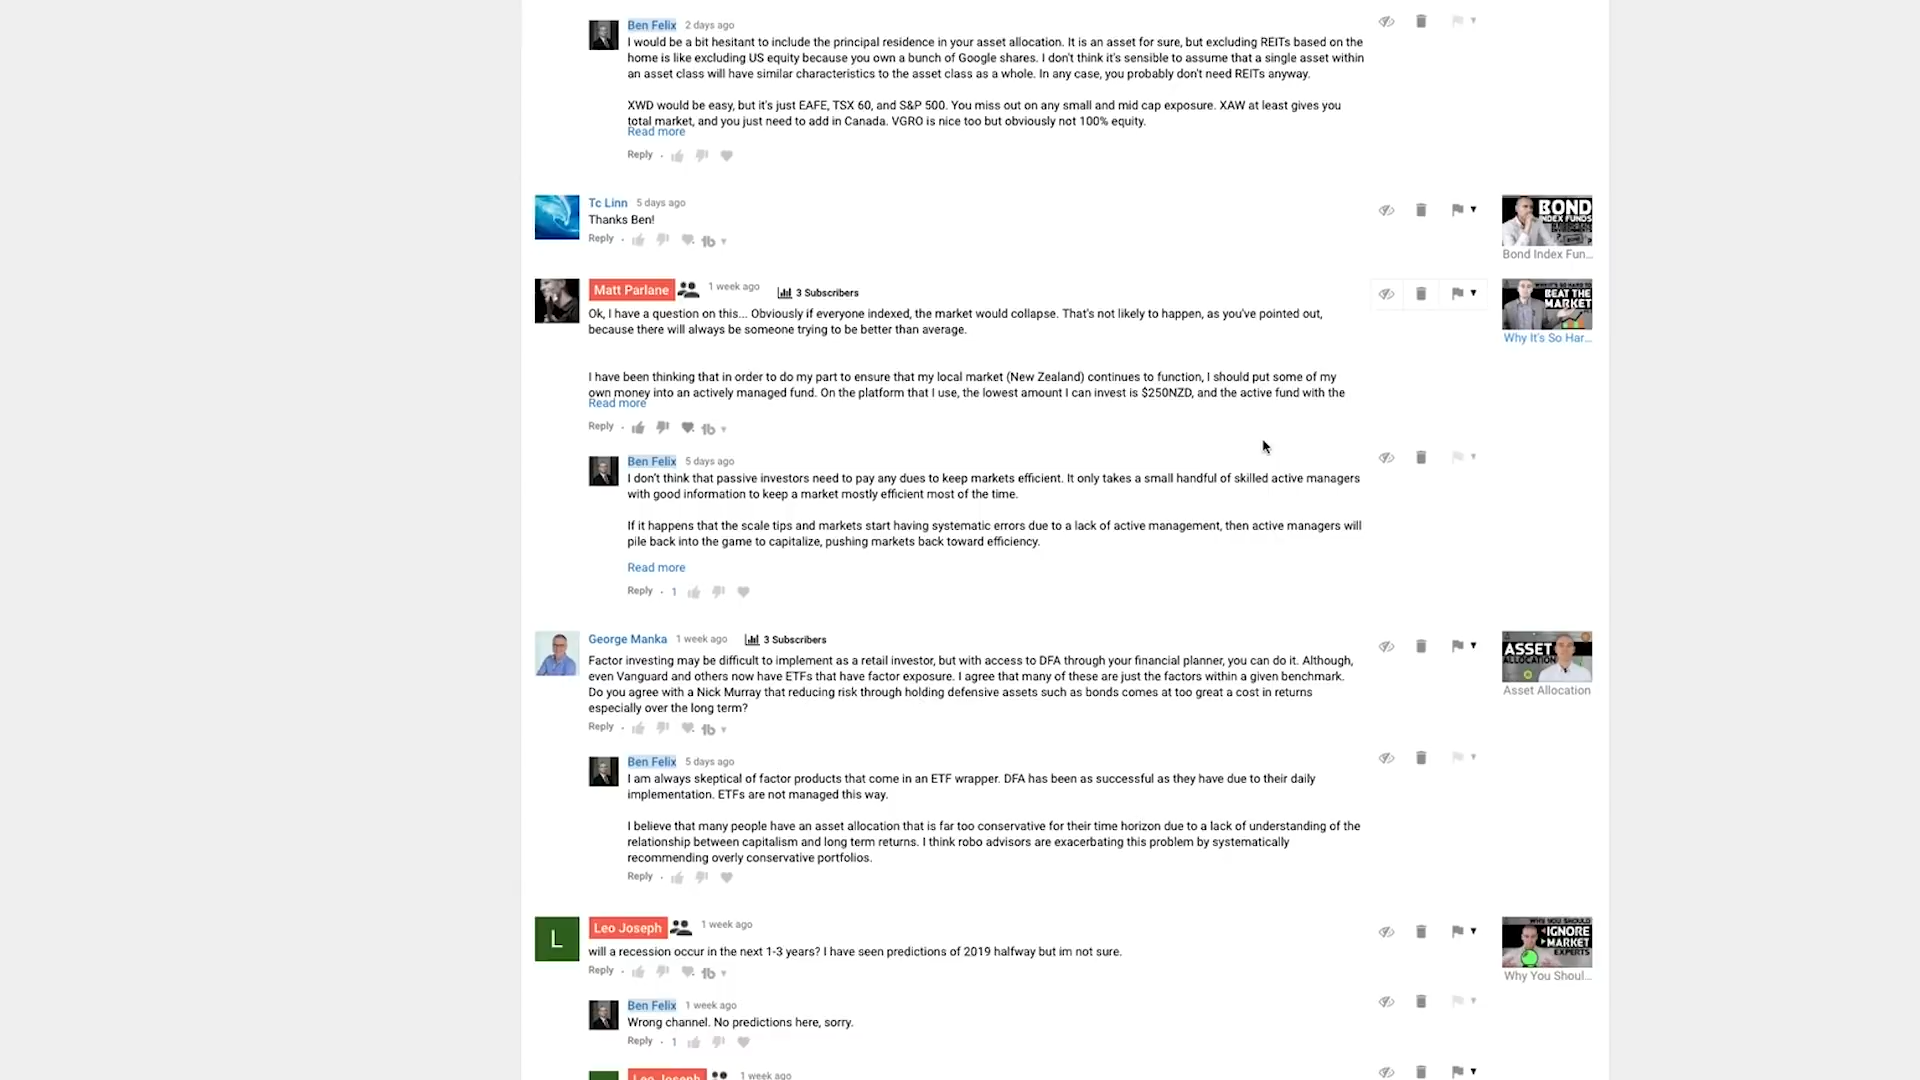 Ben Felix 2 days ago
I would be a bit hesitant to include the principal residence in your asset allocation. It is an asset for sure, but excluding REITs based on the
home is like excluding US equity because you own a bunch of Google shares. I don't think it's sensible to assume that a single asset within
an asset class will have similar characteristics to the asset class as a whole. In any case, you probably don't need REITs anyway.
XWD would be easy, but it's just EAFE, TSX 60, and S&P 500. You miss out on any small and mid cap exposure. XAW at least gives you
total market, and you just need to add in Canada. VGRO is nice too but obviously not 100% equity.
Read more
Reply
Tc Linn 5 days ago
Thanks Ben!
Reply
BOND
INDEX FUNDS
Bond Index Fun...
Matt Parlane 1 week ago 3 Subscribers
Ok, I have a question on this... Obviously if everyone indexed, the market would collapse. That's not likely to happen, as you've pointed out,
because there will always be someone trying to be better than average.
I have been thinking that in order to do my part to ensure that my local market (New Zealand) continues to function, I should put some of my
own money into an actively managed fund. On the platform that I use, the lowest amount I can invest is $250NZD, and the active fund with the
Read more
Reply
WHY IT'S SO HARD TO
BEAT THE
MARKET
Why It's So Har...
Ben Felix 5 days ago
I don't think that passive investors need to pay any dues to keep markets efficient. It only takes a small handful of skilled active managers
with good information to keep a market mostly efficient most of the time.
If it happens that the scale tips and markets start having systematic errors due to a lack of active management, then active managers will
pile back into the game to capitalize, pushing markets back toward efficiency.
Read more
Reply 1
George Manka 1 week ago 3 Subscribers
Factor investing may be difficult to implement as a retail investor, but with access to DFA through your financial planner, you can do it. Although,
even Vanguard and others now have ETFs that have factor exposure. I agree that many of these are just the factors within a given benchmark.
Do you agree with a Nick Murray that reducing risk through holding defensive assets such as bonds comes at too great a cost in returns
especially over the long term?
Reply
ASSET
ALLOCATION
Asset Allocation
Ben Felix 5 days ago
I am always skeptical of factor products that come in an ETF wrapper. DFA has been as successful as they have due to their daily
implementation. ETFs are not managed this way.
I believe that many people have an asset allocation that is far too conservative for their time horizon due to a lack of understanding of the
relationship between capitalism and long term returns. I think robo advisors are exacerbating this problem by systematically
recommending overly conservative portfolios.
Reply
L
Leo Joseph 1 week ago
will a recession occur in the next 1-3 years? I have seen predictions of 2019 halfway but im not sure.
Reply
WHY YOU SHOULD
IGNORE
MARKET
EXPERTS
Why You Shoul...
Ben Felix 1 week ago
Wrong channel. No predictions here, sorry.
Reply 1
Leo Joseph 1 week ago